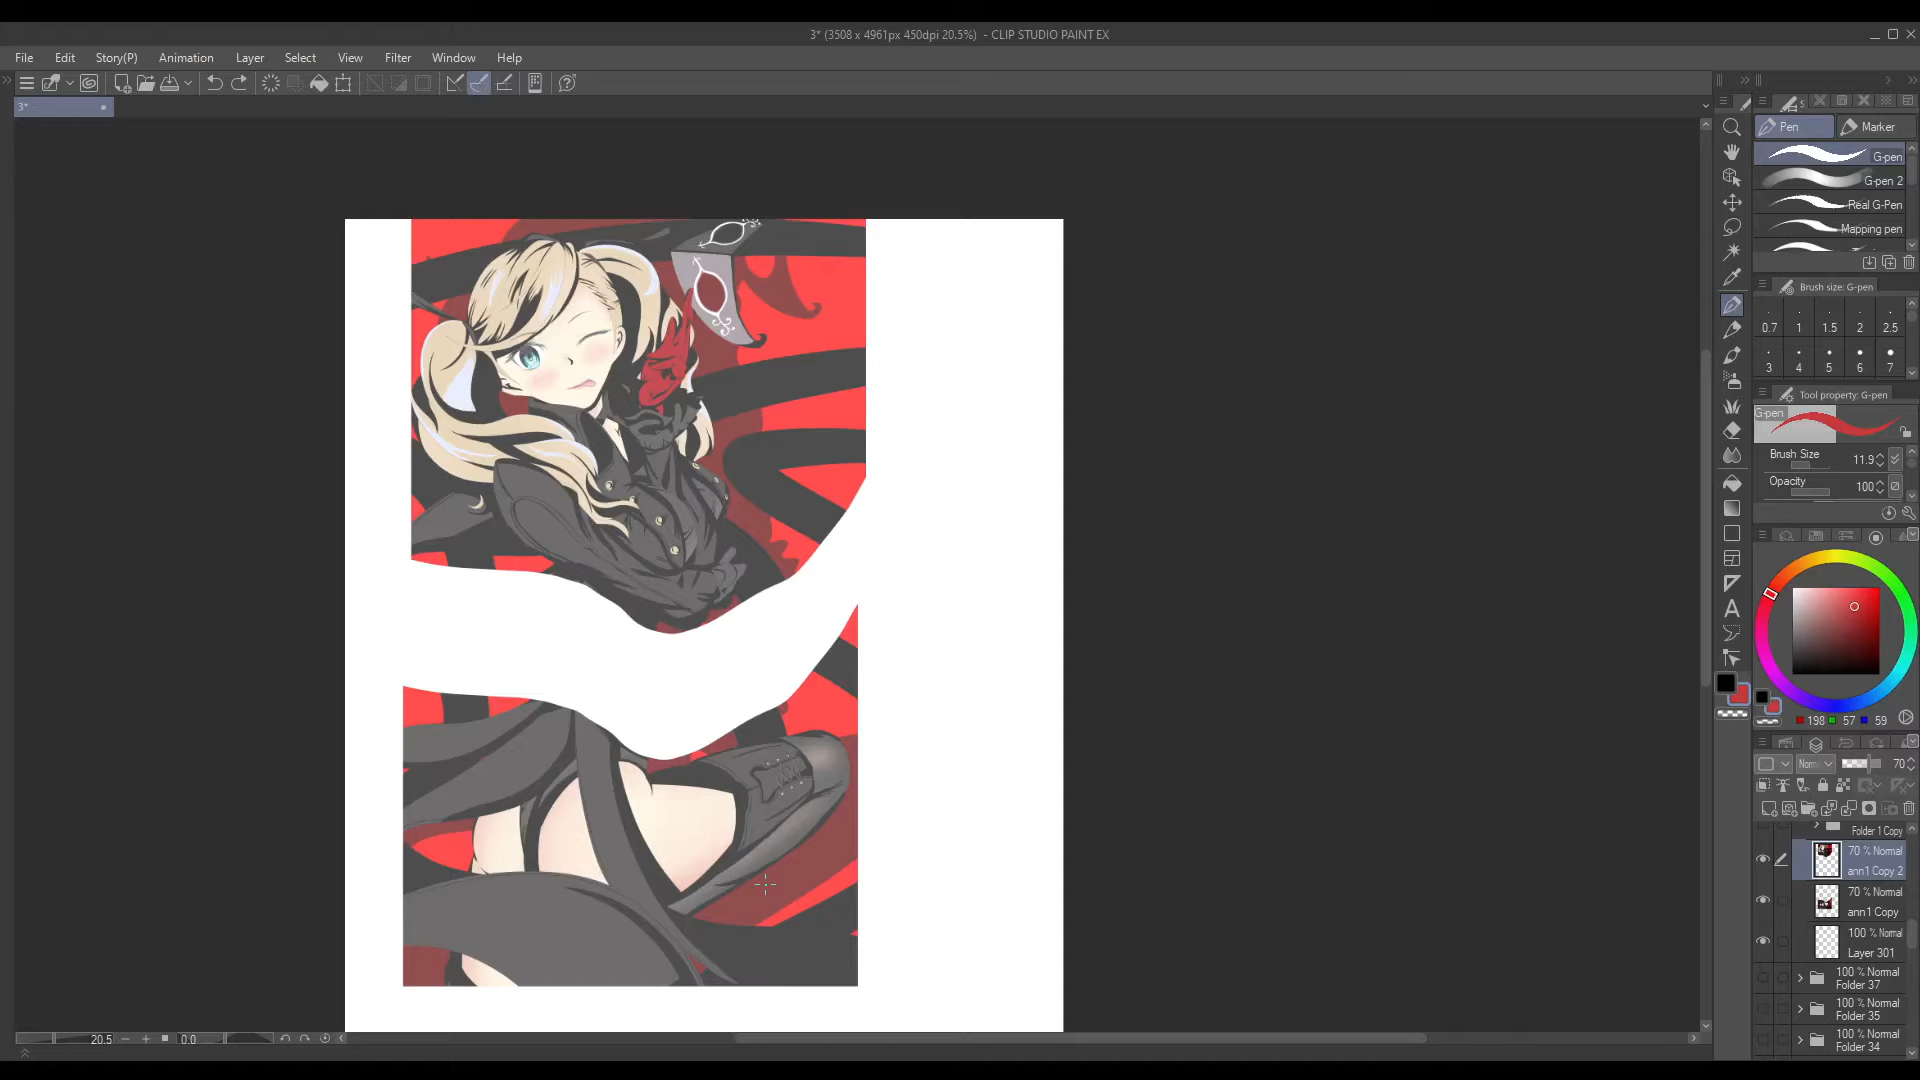 3* (3508 x 4961px 450dpi 20.5%) - CLIP STUDIO PAINT EX
File Edit Story(P) Animation Layer Select View Filter Window Help
3*
Pen Marker
G-pen
G-pen 2
Real G-Pen
Mapping pen
Brush size: G-pen
0.7 1 1.5 2 2.5
3 4 5 6 7
Tool property: G-pen
G-pen
Brush Size 11.9
Opacity 100
198 57 59
Norm 70
Folder 1 Copy
70 % Normal
ann1 Copy 2
70 % Normal
ann1 Copy
100 % Normal
Layer 301
100 % Normal
Folder 37
100 % Normal
Folder 35
100 % Normal
Folder 34
20.5 0.0